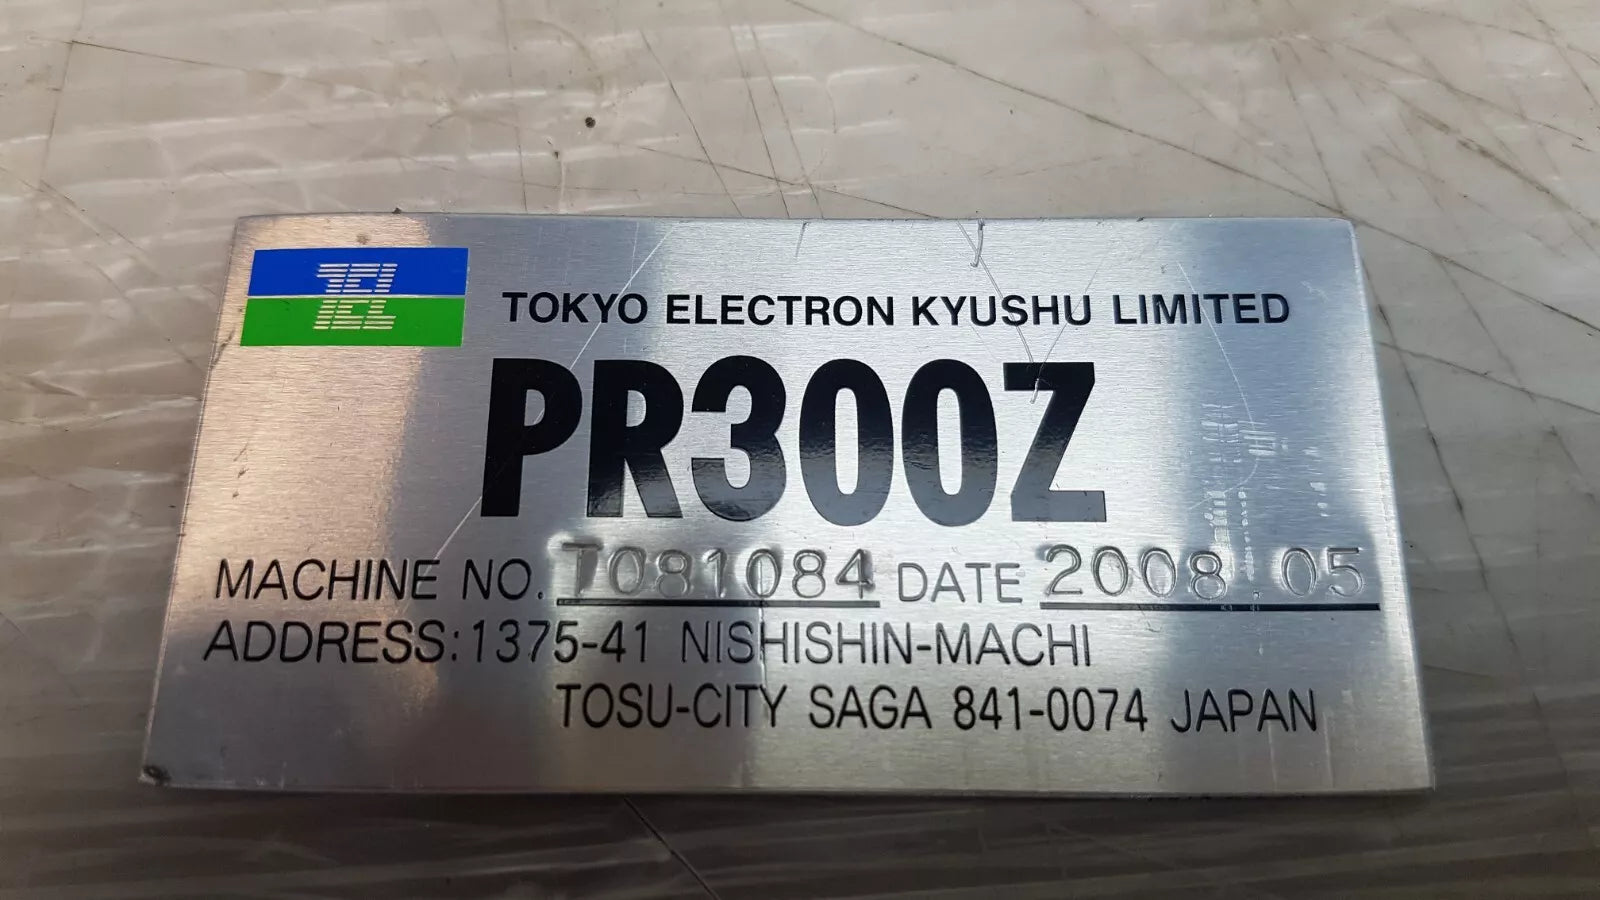 TEL
TOKYO ELECTRON KYUSHU LIMITED
PR300Z
MACHINE NO. T081084 DATE 2008 05
ADDRESS:1375-41 NISHISHIN-MACHI
TOSU-CITY SAGA 841-0074 JAPAN